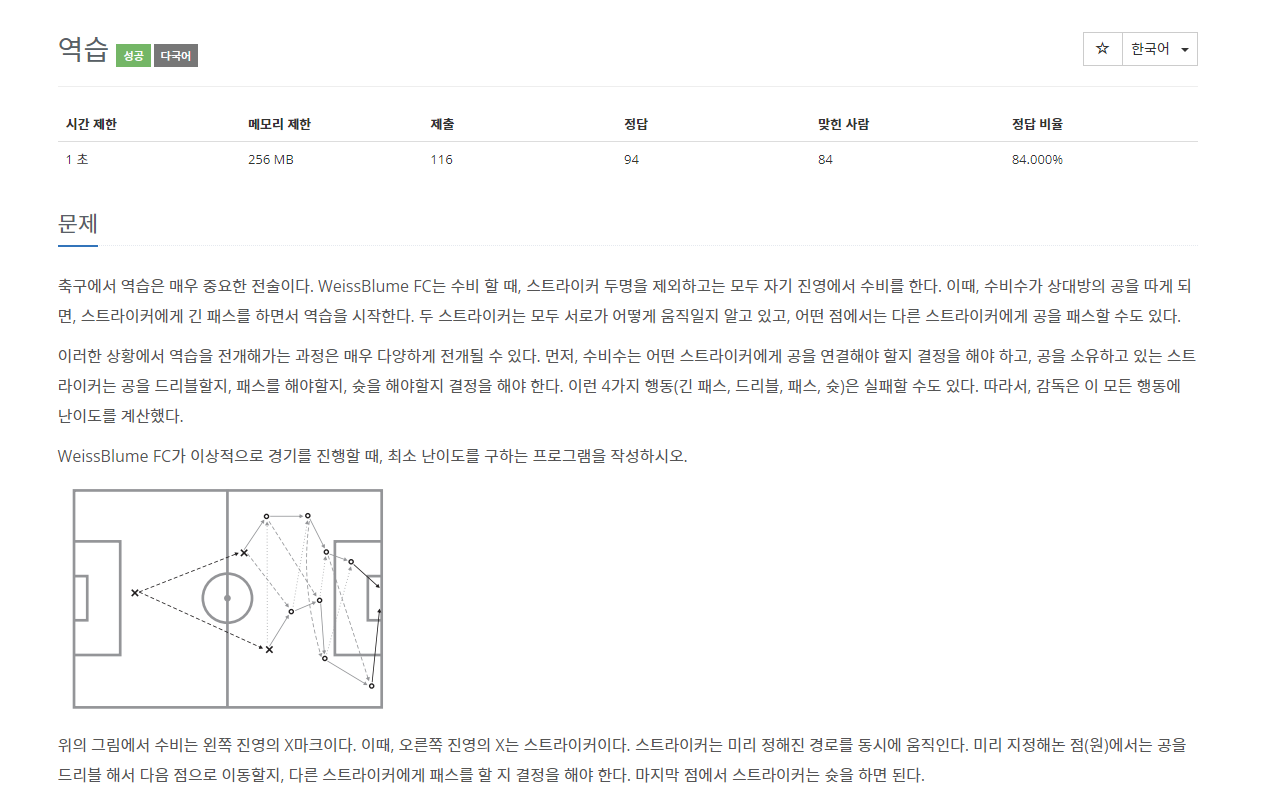 역습 성공 다국어
☆ 한국어
시간 제한 메모리 제한 제출 정답 맞힌 사람 정답 비율
1 초 256 MB 116 94 84 84.000%
문제
축구에서 역습은 매우 중요한 전술이다. WeissBlume FC는 수비 할 때, 스트라이커 두명을 제외하고는 모두 자기 진영에서 수비를 한다. 이때, 수비수가 상대방의 공을 따게 되
면, 스트라이커에게 긴 패스를 하면서 역습을 시작한다. 두 스트라이커는 모두 서로가 어떻게 움직일지 알고 있고, 어떤 점에서는 다른 스트라이커에게 공을 패스할 수도 있다.
이러한 상황에서 역습을 전개해가는 과정은 매우 다양하게 전개될 수 있다. 먼저, 수비수는 어떤 스트라이커에게 공을 연결해야 할지 결정을 해야 하고, 공을 소유하고 있는 스트
라이커는 공을 드리블할지, 패스를 해야할지, 슛을 해야할지 결정을 해야 한다. 이런 4가지 행동(긴 패스, 드리블, 패스, 슛)은 실패할 수도 있다. 따라서, 감독은 이 모든 행동에
난이도를 계산했다.
WeissBlume FC가 이상적으로 경기를 진행할 때, 최소 난이도를 구하는 프로그램을 작성하시오.
위의 그림에서 수비는 왼쪽 진영의 X마크이다. 이때, 오른쪽 진영의 X는 스트라이커이다. 스트라이커는 미리 정해진 경로를 동시에 움직인다. 미리 지정해논 점(원)에서는 공을
드리블 해서 다음 점으로 이동할지, 다른 스트라이커에게 패스를 할 지 결정을 해야 한다. 마지막 점에서 스트라이커는 슛을 하면 된다.